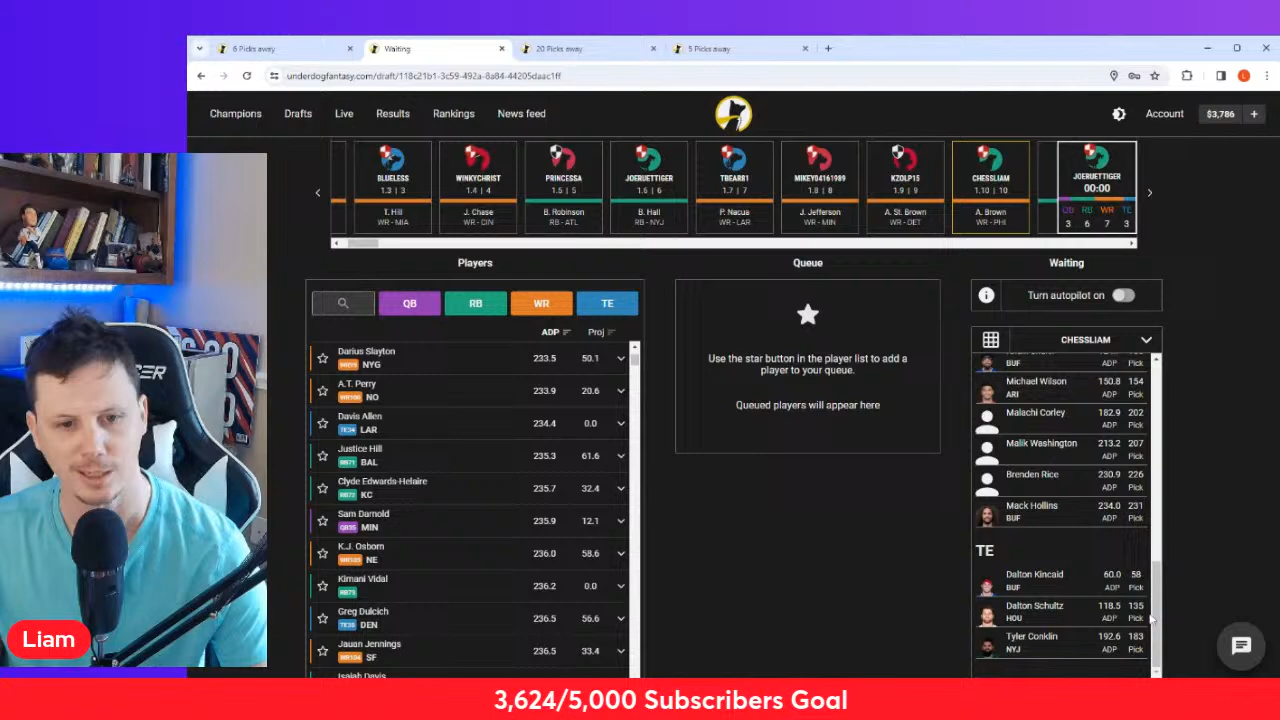 6 Picks away
Waiting
20 Picks away
5 Picks away
underdogfantasy.com/draft/118c21b1-3c59-492a-8a84-44205daac1ff
Champions
Drafts
Live
Results
Rankings
News feed
Account
$3,786
BLUELESS
1.3 | 3
T. Hill
WR - MIA
WINKYCHRIST
1.4 | 4
J. Chase
WR - CIN
PRINCESSA
1.5 | 5
B. Robinson
RB - ATL
JOERUETTIGER
1.6 | 6
B. Hall
RB - NYJ
TBEAR81
1.7 | 7
P. Nacua
WR - LAR
MIKEY04161989
1.8 | 8
J. Jefferson
WR - MIN
KZOLP15
1.9 | 9
A. St. Brown
WR - DET
CHESSLIAM
1.10 | 10
A. Brown
WR - PHI
JOERUETTIGER
00:00
QB RB WR TE
3 6 7 3
Players
Queue
Waiting
QB
RB
WR
TE
ADP
Proj
Darius Slayton
NYG
233.5
50.1
A.T. Perry
NO
233.9
20.6
Davis Allen
LAR
234.4
0.0
Justice Hill
BAL
235.3
61.6
Clyde Edwards-Helaire
KC
235.7
32.4
Sam Darnold
MIN
235.9
12.1
K.J. Osborn
NE
236.0
58.6
Kimani Vidal
236.2
0.0
Greg Dulcich
DEN
236.5
56.6
Jauan Jennings
SF
236.5
33.4
Isaiah Davis
Use the star button in the player list to add a
player to your queue.
Queued players will appear here
Turn autopilot on
CHESSLIAM
BUF
ADP
Pick
Michael Wilson
150.8
154
ARI
ADP
Pick
Malachi Corley
182.9
202
ADP
Pick
Malik Washington
213.2
207
ADP
Pick
Brenden Rice
230.9
226
ADP
Pick
Mack Hollins
234.0
231
BUF
ADP
Pick
TE
Dalton Kincaid
60.0
58
BUF
ADP
Pick
Dalton Schultz
118.5
135
HOU
ADP
Pick
Tyler Conklin
192.6
183
NYJ
ADP
Pick
Liam
3,624/5,000 Subscribers Goal